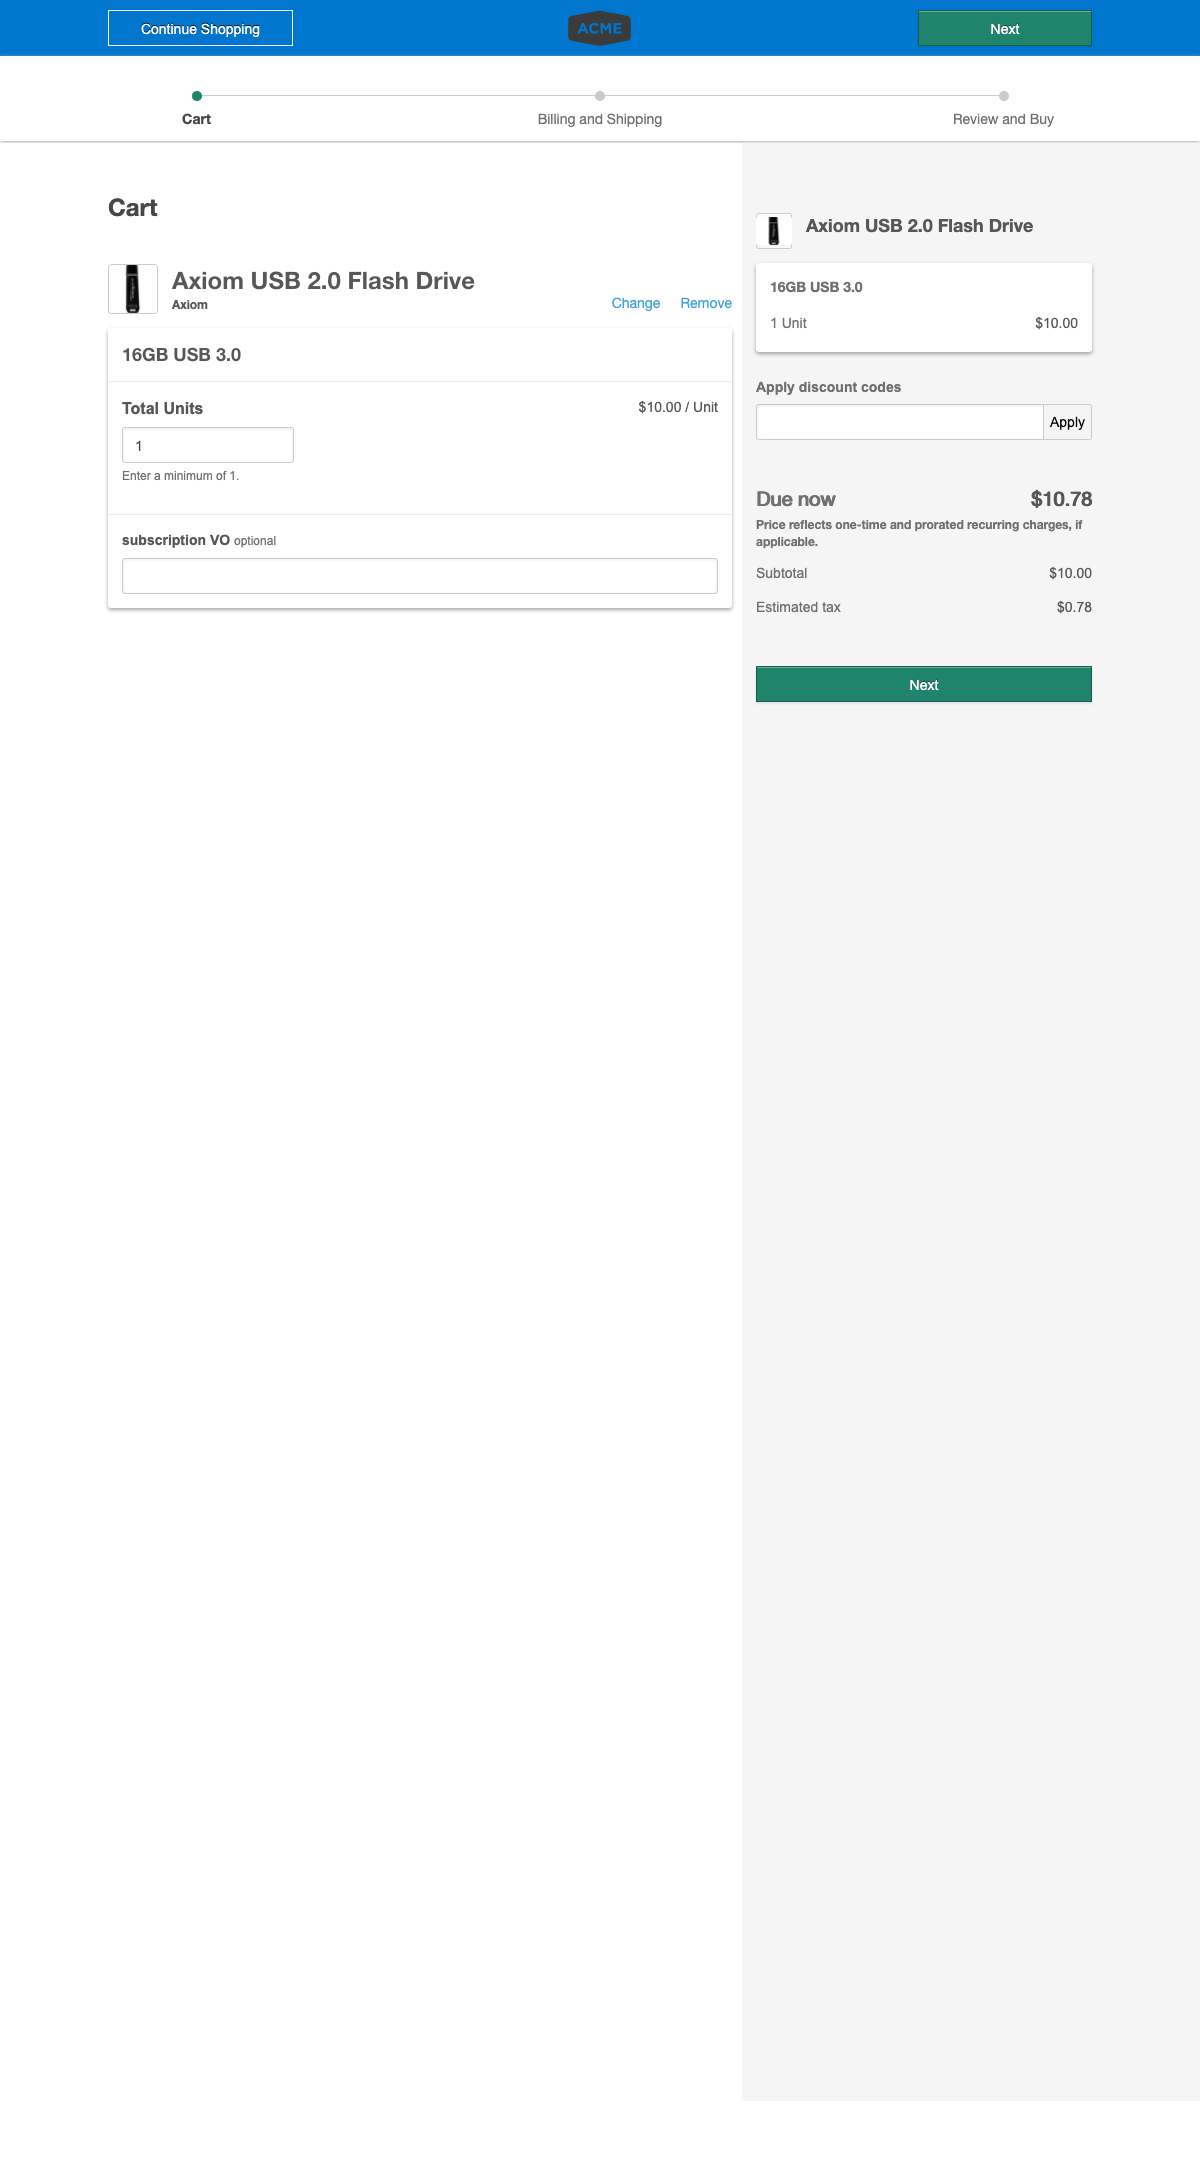 Continue Shopping
ACME
Next
Cart
Billing and Shipping
Review and Buy
Cart
Axiom USB 2.0 Flash Drive
Axiom
Change
Remove
16GB USB 3.0
Total Units
$10.00 / Unit
1
Enter a minimum of 1.
subscription VO optional
Axiom USB 2.0 Flash Drive
16GB USB 3.0
1 Unit
$10.00
Apply discount codes
Apply
Due now
$10.78
Price reflects one-time and prorated recurring charges, if
applicable.
Subtotal
$10.00
Estimated tax
$0.78
Next